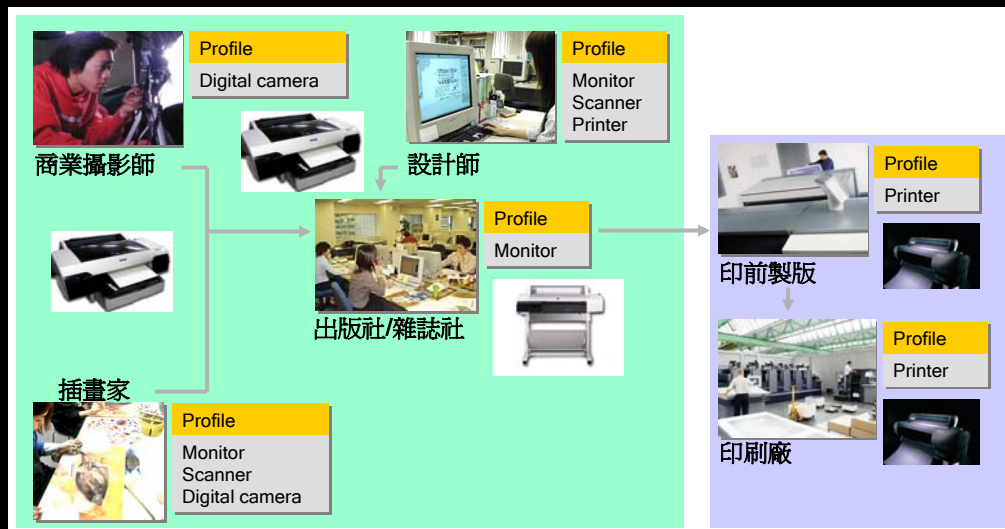 Profile
Digital camera
商業攝影師
Profile
Monitor
Scanner
Printer
設計師
Profile
Monitor
出版社/雜誌社
插畫家
Profile
Monitor
Scanner
Digital camera
Profile
Printer
印前製版
Profile
Printer
印刷廠